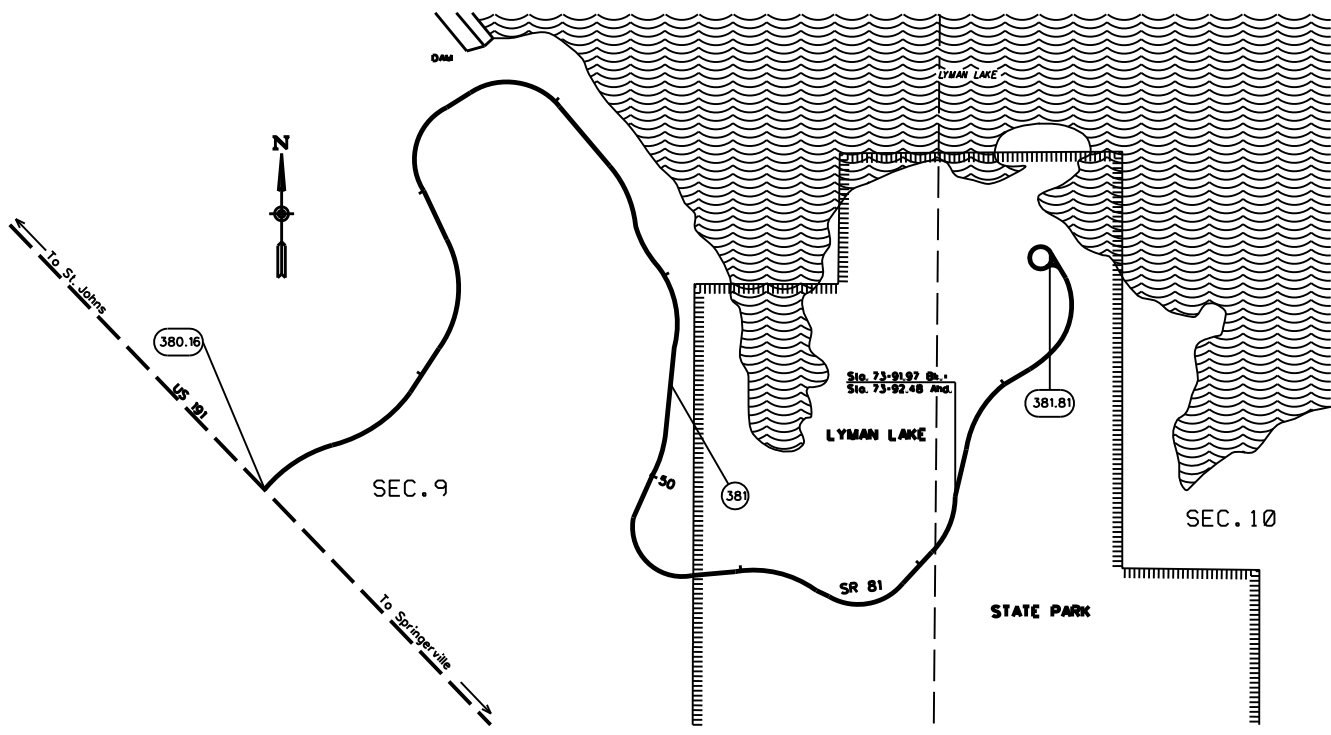 DAM
LYMAN LAKE
N
To St. Johns
380.16
US 191
Sta. 73+91.97 Bk.=
Sta. 73+92.48 Ahd.
381.81
LYMAN LAKE
SEC.9
50
381
SEC.10
SR 81
STATE PARK
To Springerville